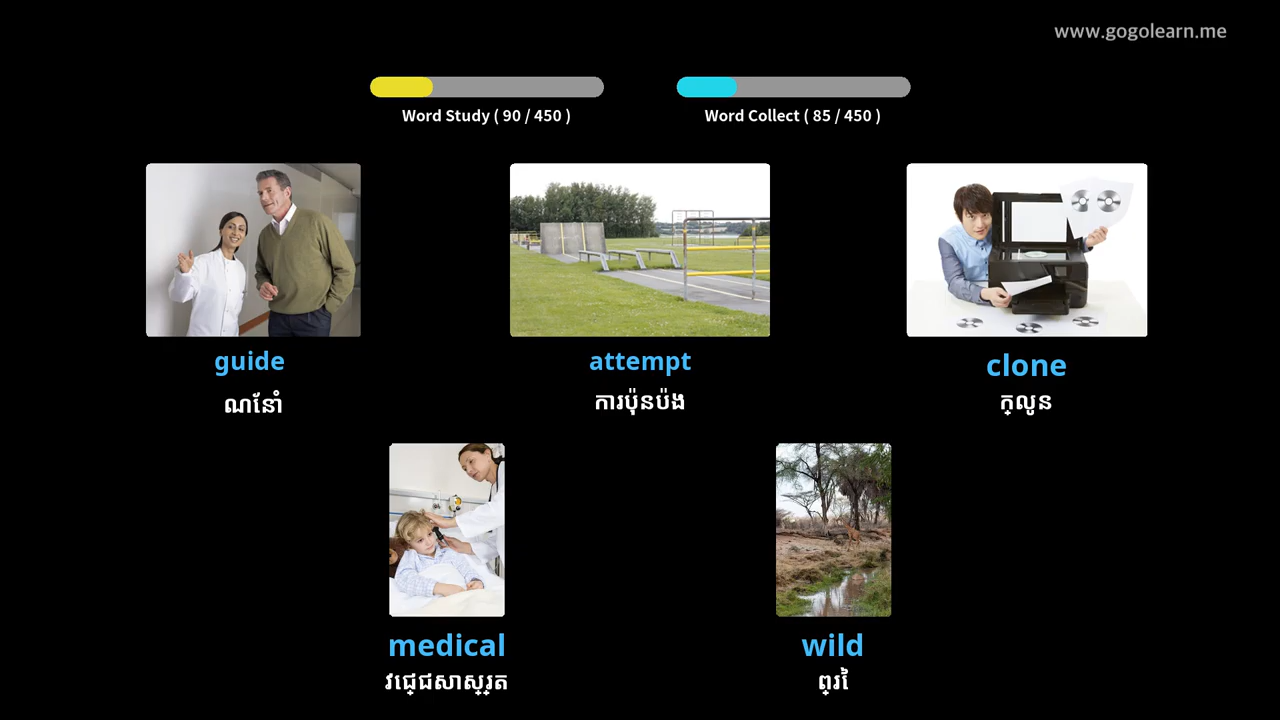 www.gogolearn.me
Word Study ( 90 / 450 )
Word Collect ( 85 / 450 )
guide
ណែនាំ
attempt
ការប៉ុនប៉ង
clone
ក្លូន
medical
វេជ្ជសាស្រ្ត
wild
ព្រៃ